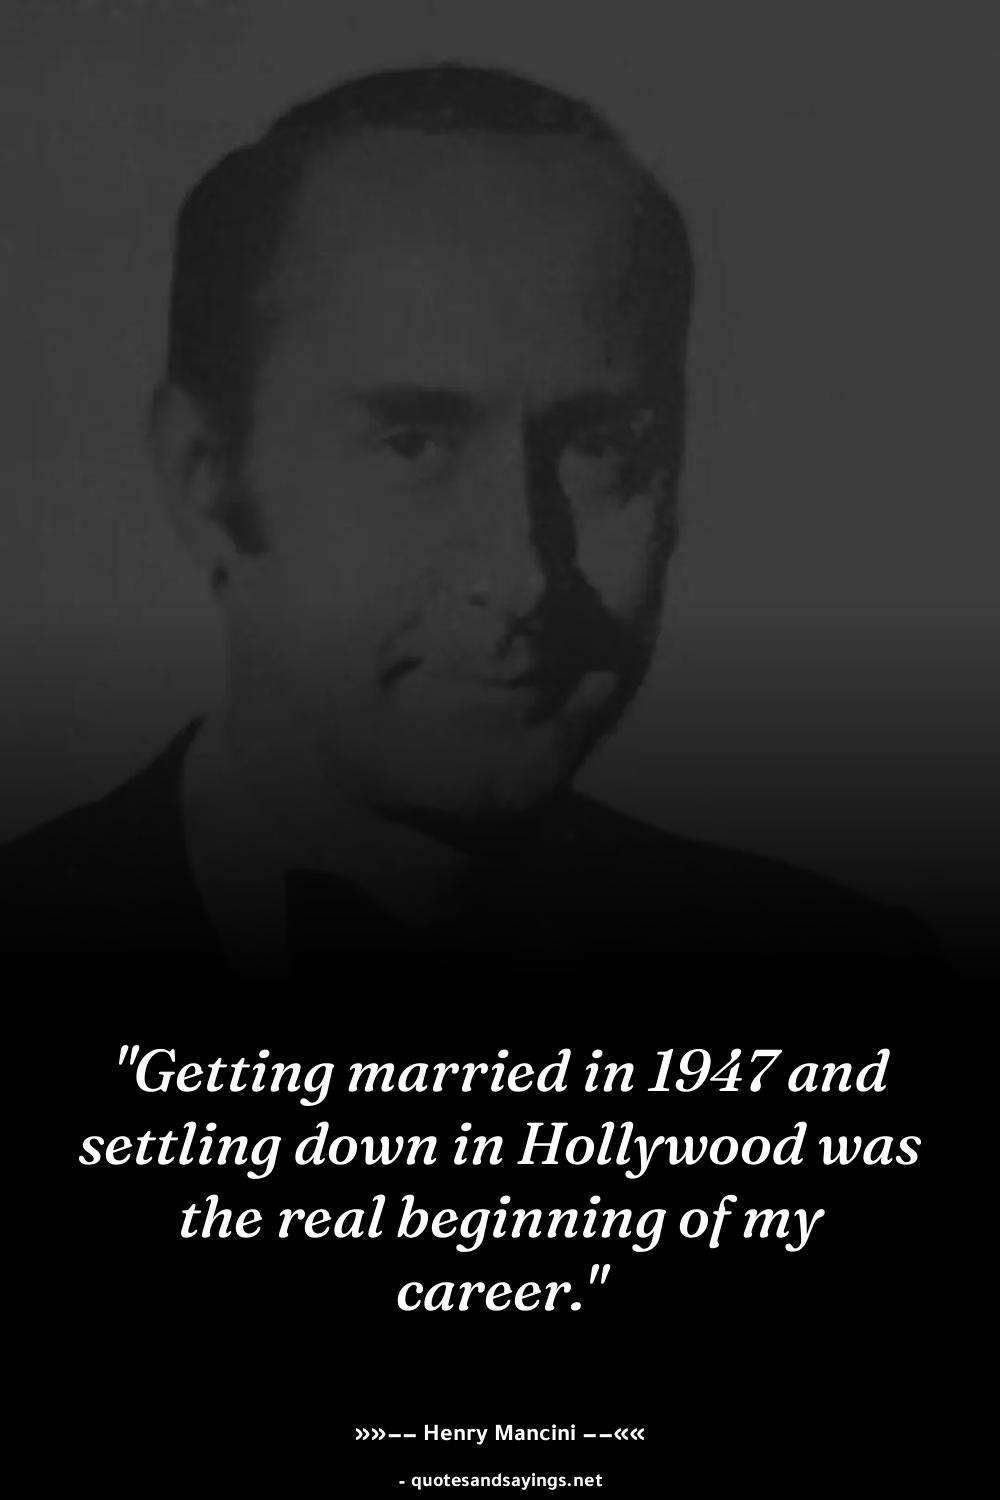 "Getting married in 1947 and
settling down in Hollywood was
the real beginning of my
career."
»»−− Henry Mancini −−««
- quotesandsayings.net